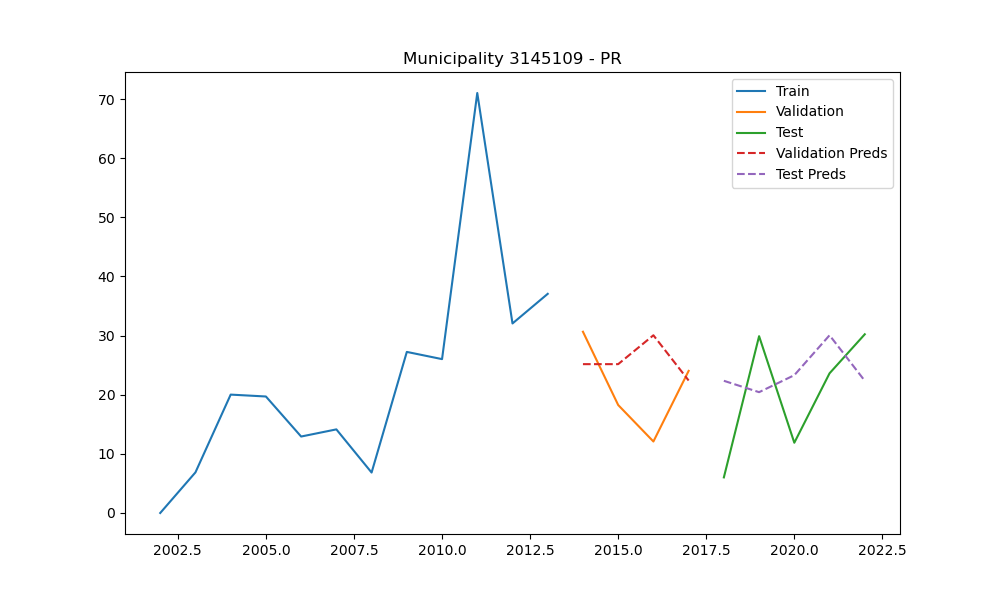 Municipality 3145109 - PR
Train
Validation
Test
Validation Preds
Test Preds
70
60
50
40
30
20
10
0
2002.5 2005.0 2007.5 2010.0 2012.5 2015.0 2017.5 2020.0 2022.5